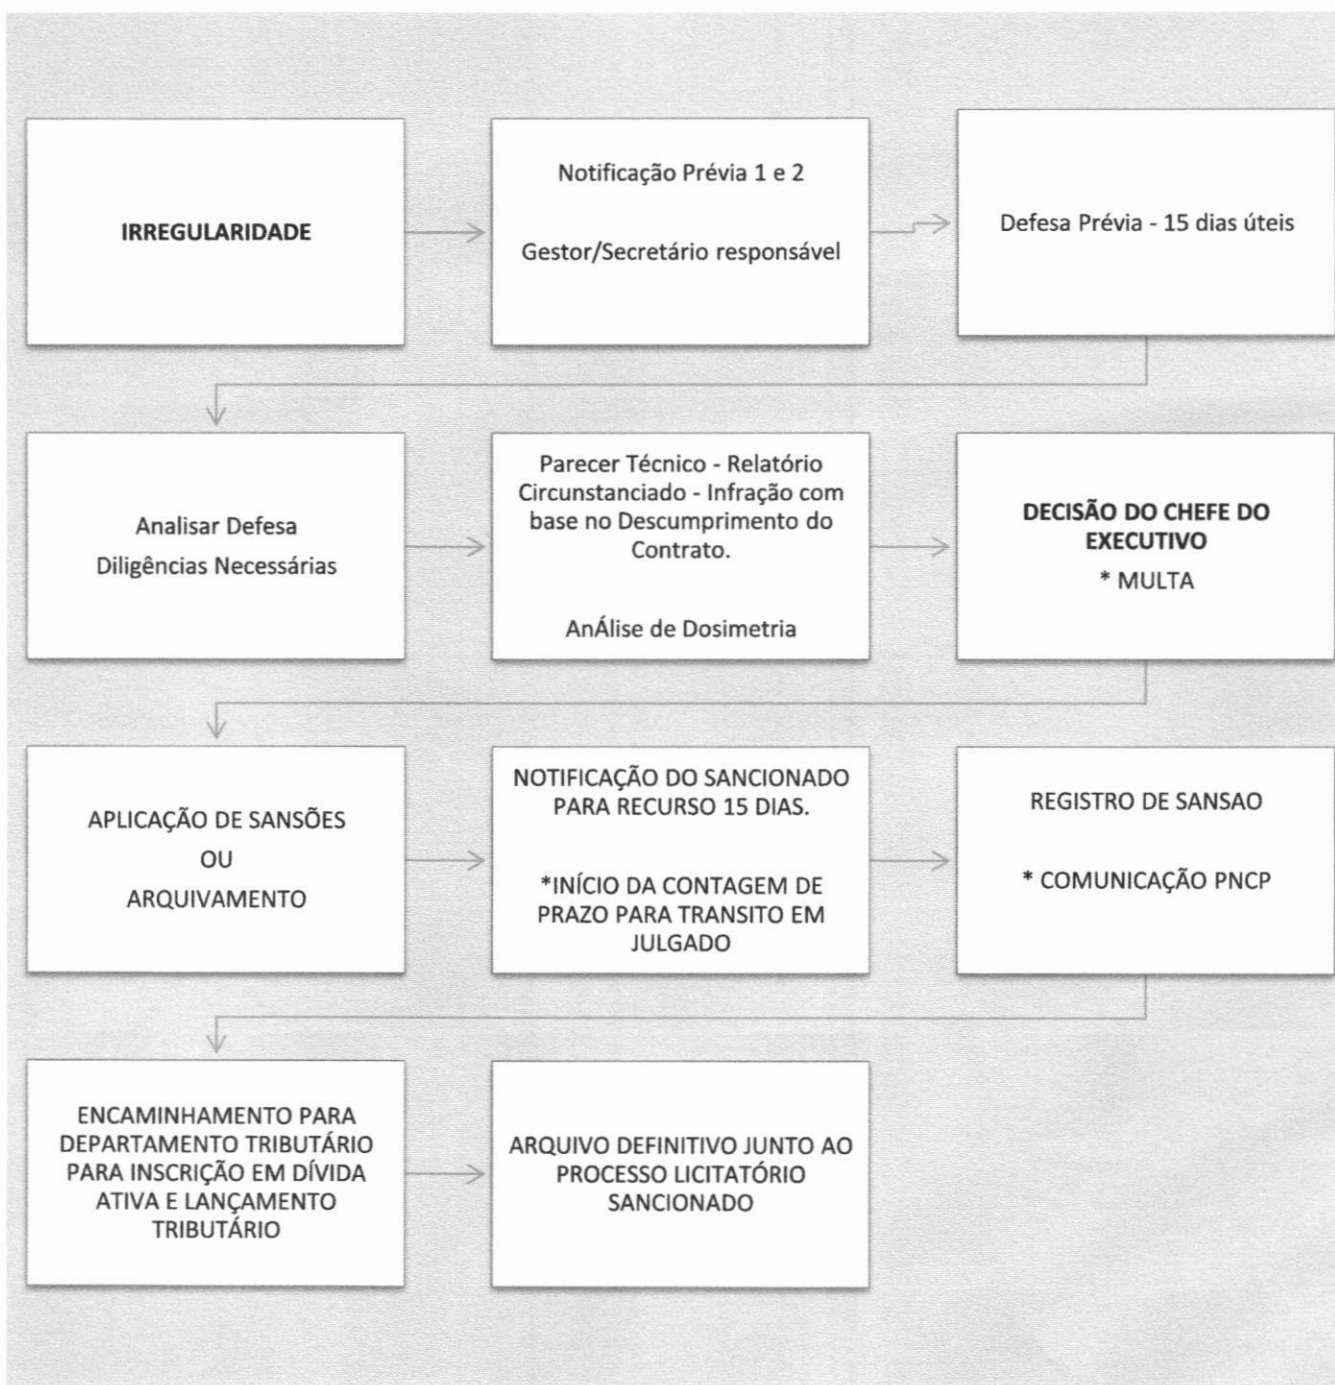 IRREGULARIDADE
Notificação Prévia 1 e 2
Gestor/Secretário responsável
Defesa Prévia - 15 dias úteis
Analisar Defesa
Diligências Necessárias
Parecer Técnico - Relatório
Circunstanciado - Infração com
base no Descumprimento do
Contrato.
AnÁlise de Dosimetria
DECISÃO DO CHEFE DO
EXECUTIVO
* MULTA
APLICAÇÃO DE SANSÕES
OU
ARQUIVAMENTO
NOTIFICAÇÃO DO SANCIONADO
PARA RECURSO 15 DIAS.
*INÍCIO DA CONTAGEM DE
PRAZO PARA TRANSITO EM
JULGADO
REGISTRO DE SANSAO
* COMUNICAÇÃO PNCP
ENCAMINHAMENTO PARA
DEPARTAMENTO TRIBUTÁRIO
PARA INSCRIÇÃO EM DÍVIDA
ATIVA E LANÇAMENTO
TRIBUTÁRIO
ARQUIVO DEFINITIVO JUNTO AO
PROCESSO LICITATÓRIO
SANCIONADO